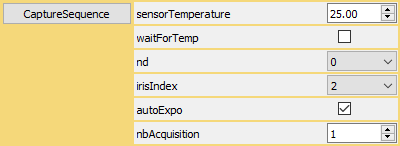 CaptureSequence sensorTemperature 25.00
waitForTemp
nd 0
irisIndex 2
autoExpo
nbAcquisition 1